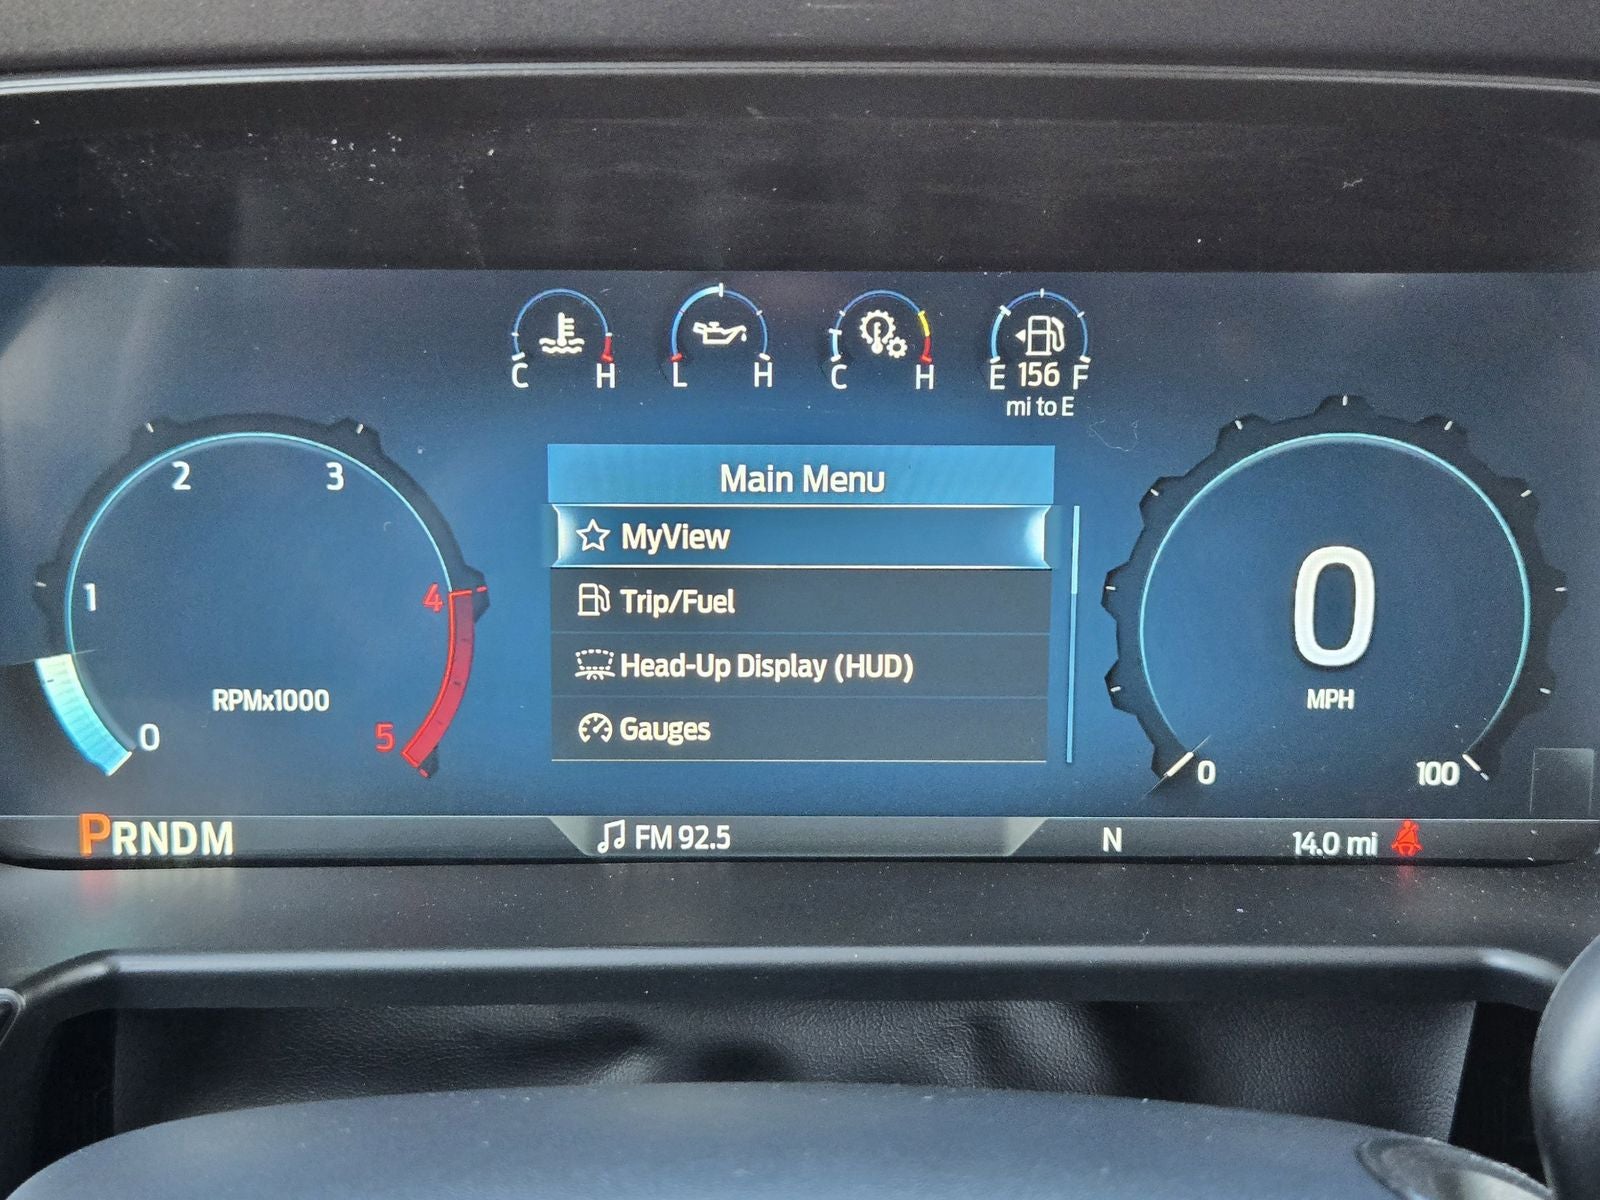 C H
L H
C H
E 156 F
mi to E
2 3
1 4
0 5
RPMx1000
Main Menu
MyView
Trip/Fuel
Head-Up Display (HUD)
Gauges
0
MPH
0 100
PRNDM
FM 92.5
N
14.0 mi